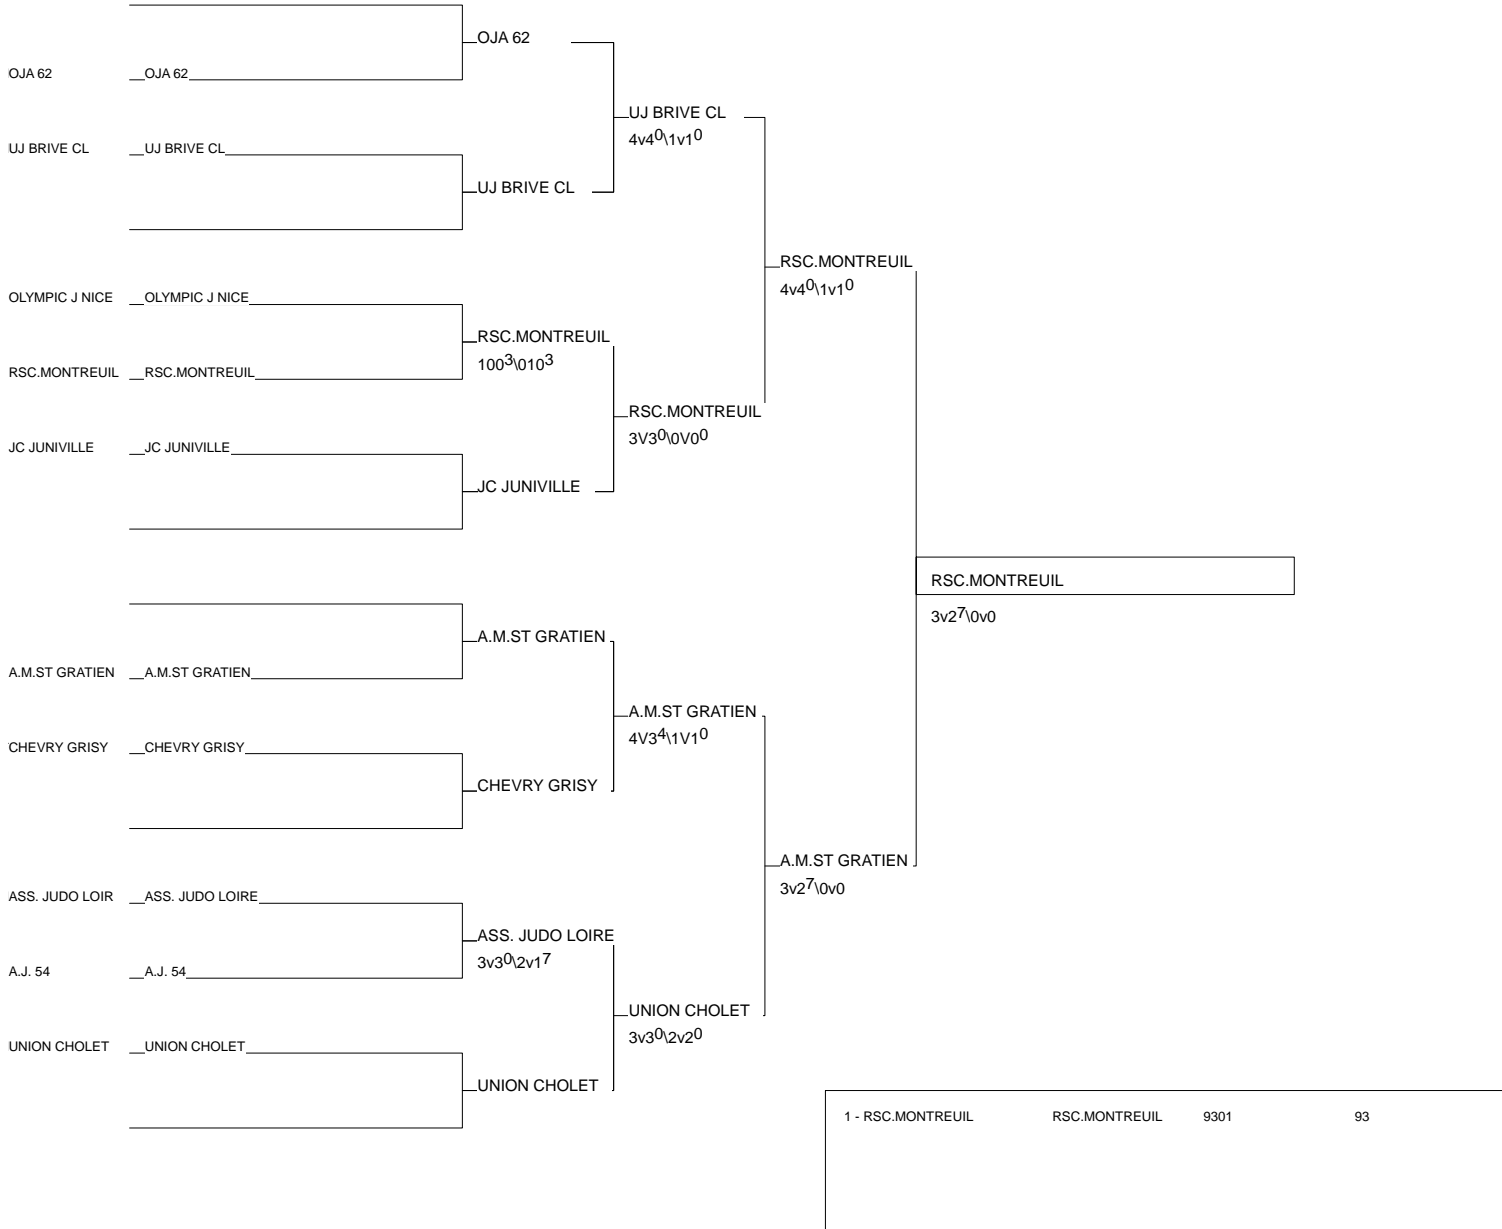 OJA 62
OJA 62 OJA 62
UJ BRIVE CL
4v40\1v10
UJ BRIVE CL UJ BRIVE CL
UJ BRIVE CL
RSC.MONTREUIL
4v40\1v10
OLYMPIC J NICE OLYMPIC J NICE
RSC.MONTREUIL
1003\0103
RSC.MONTREUIL RSC.MONTREUIL
RSC.MONTREUIL
3V30\0V00
JC JUNIVILLE JC JUNIVILLE
JC JUNIVILLE
RSC.MONTREUIL
3v27\0v0
A.M.ST GRATIEN
A.M.ST GRATIEN A.M.ST GRATIEN
A.M.ST GRATIEN
4V34\1V10
CHEVRY GRISY CHEVRY GRISY
CHEVRY GRISY
A.M.ST GRATIEN
3v27\0v0
ASS. JUDO LOIR ASS. JUDO LOIRE
ASS. JUDO LOIRE
3v30\2v17
A.J. 54 A.J. 54
UNION CHOLET
3v30\2v20
UNION CHOLET UNION CHOLET
UNION CHOLET
1 - RSC.MONTREUIL RSC.MONTREUIL 9301 93